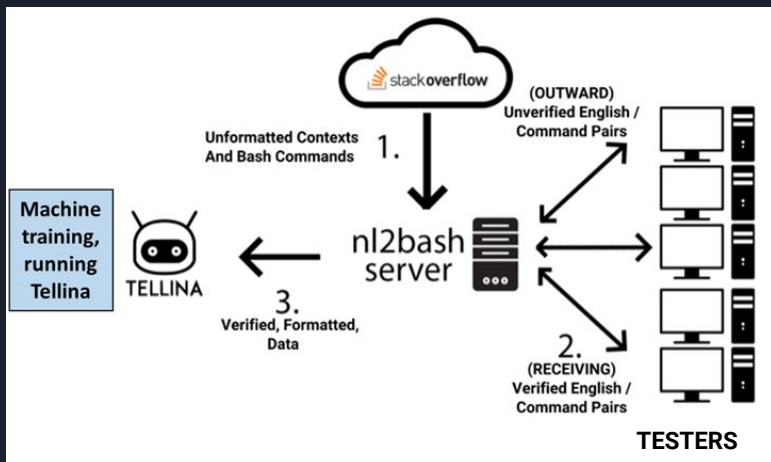 stackoverflow
Unformatted Contexts
And Bash Commands
1.
(OUTWARD)
Unverified English /
Command Pairs
Machine
training,
running
Tellina
TELLINA
nl2bash
server
3.
Verified, Formatted,
Data
2.
(RECEIVING)
Verified English /
Command Pairs
TESTERS